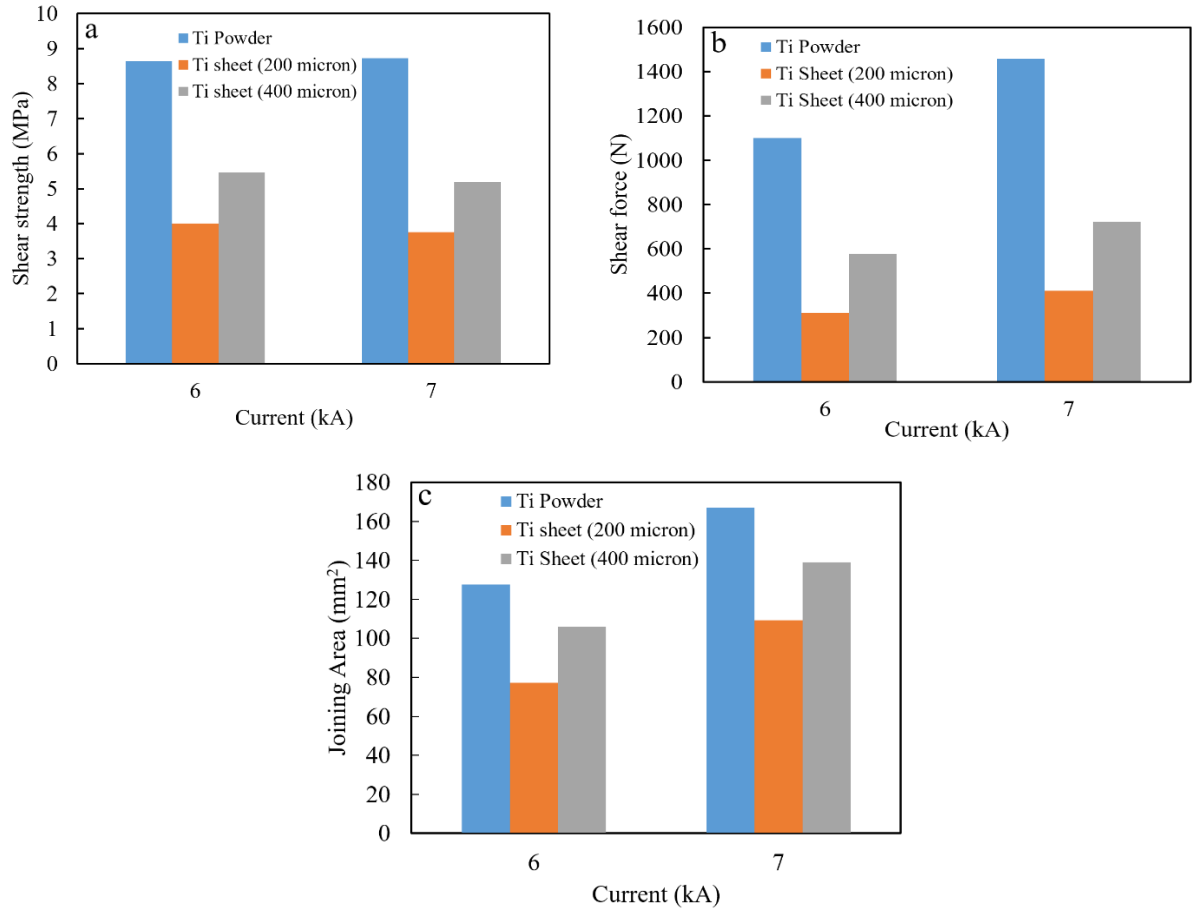 a
Ti Powder
Ti sheet (200 micron)
Ti sheet (400 micron)
10
9
8
7
6
5
4
3
2
1
0
Shear strength (MPa)
6 7
Current (kA)
b
Ti Powder
Ti Sheet (200 micron)
Ti Sheet (400 micron)
1600
1400
1200
1000
800
600
400
200
0
Shear force (N)
6 7
Current (kA)
c
Ti Powder
Ti sheet (200 micron)
Ti Sheet (400 micron)
180
160
140
120
100
80
60
40
20
0
Joining Area (mm²)
6 7
Current (kA)